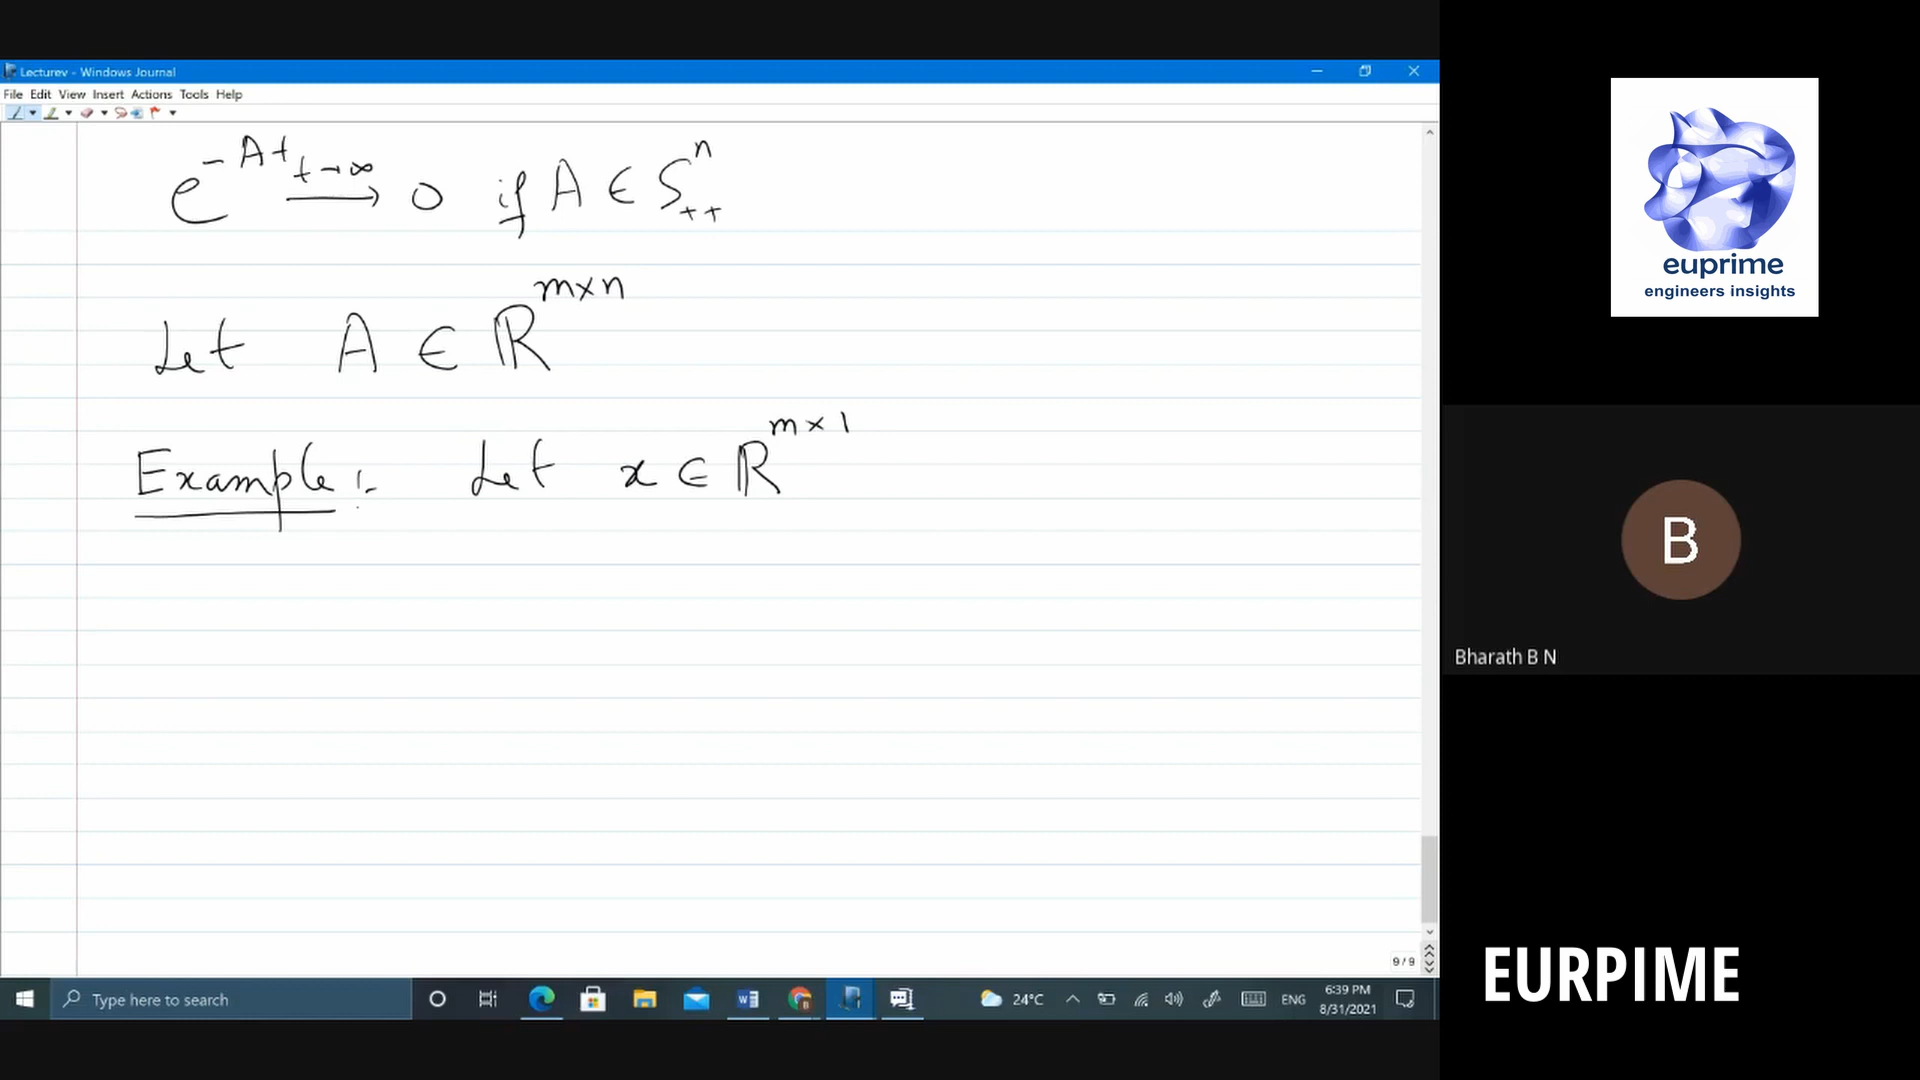 Lecturev - Windows Journal
File Edit View Insert Actions Tools Help
e^{-At} \xrightarrow{t→∞} 0 if A ∈ S^n_{++}
Let A ∈ ℝ^{m×n}
Example:- Let x ∈ ℝ^{m×1}
9 / 9
Type here to search
24°C
ENG
6:39 PM
8/31/2021
euprime
engineers insights
B
Bharath B N
EURPIME